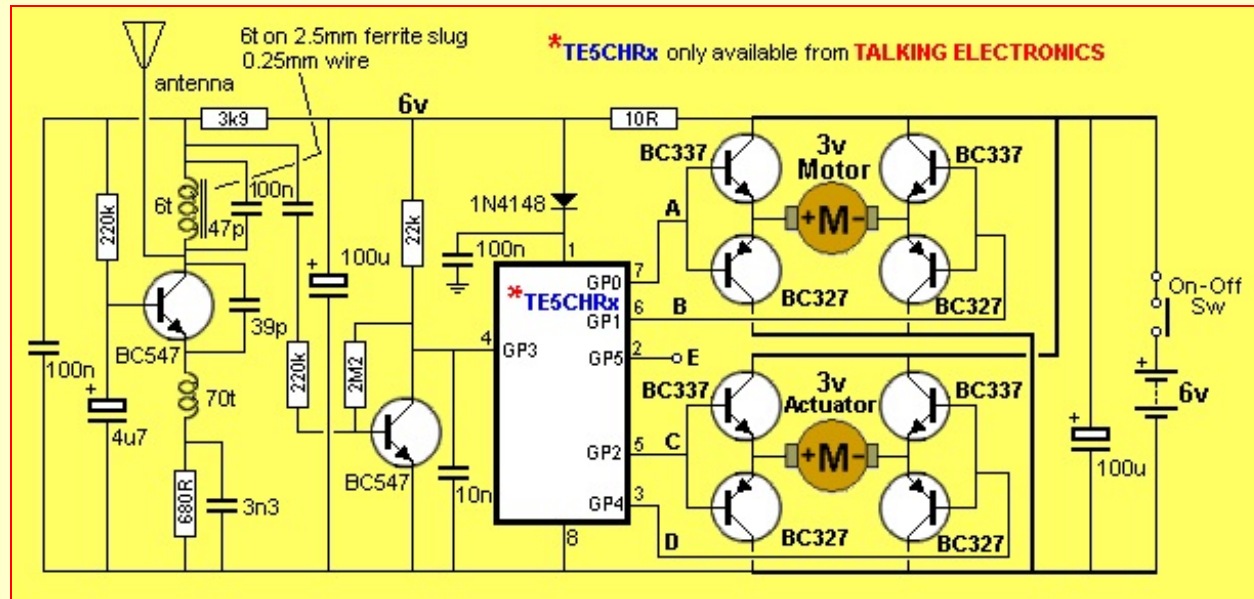 6t on 2.5mm ferrite slug
0.25mm wire
*TE5CHRx only available from TALKING ELECTRONICS
antenna
3k9
6v
10R
BC337
3v
Motor
BC337
6t
100n
47p
220k
22k
1N4148
100n
1
A
+M-
100u
+
7
GP0
*TE5CHRx
6
GP1
B
BC327
BC327
On-Off
Sw
39p
BC547
4
GP3
2
GP5
E
100n
+
4u7
70t
220k
2M2
BC337
3v
Actuator
BC337
+
6v
5
GP2
C
+M-
+
100u
BC547
10n
3
GP4
680R
3n3
8
D
BC327
BC327